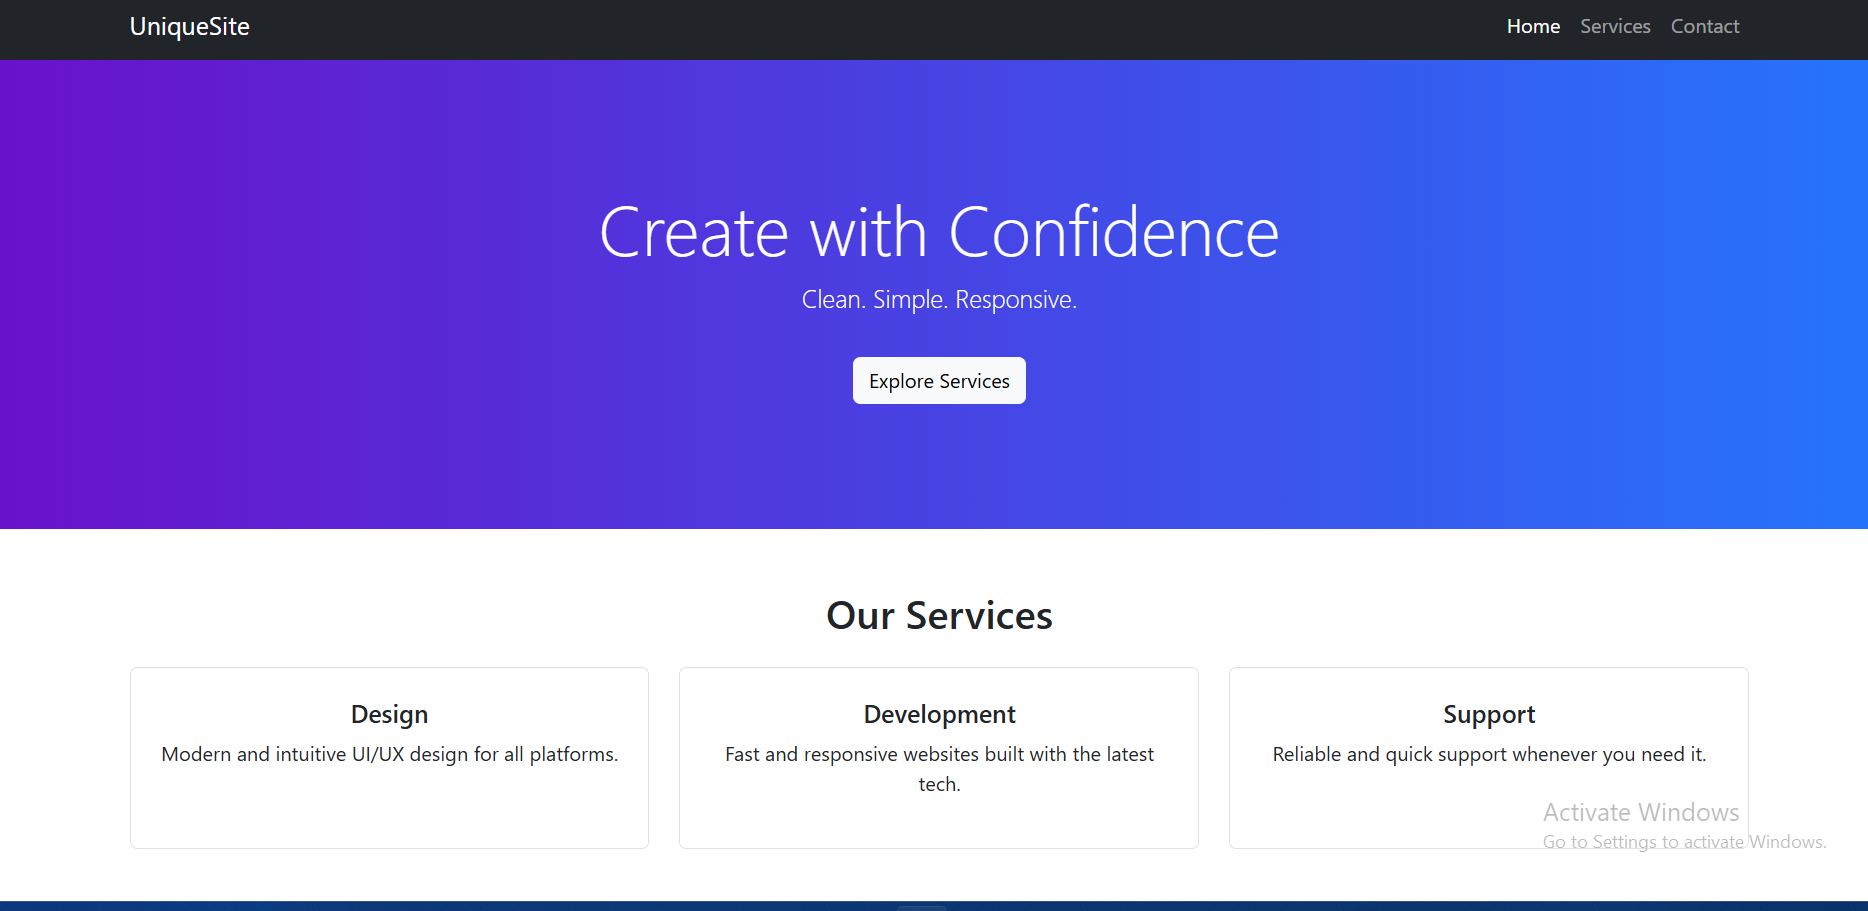 UniqueSite
Home Services Contact
Create with Confidence
Clean. Simple. Responsive.
Explore Services
Our Services
Design
Modern and intuitive UI/UX design for all platforms.
Development
Fast and responsive websites built with the latest
tech.
Support
Reliable and quick support whenever you need it.
Activate Windows
Go to Settings to activate Windows.